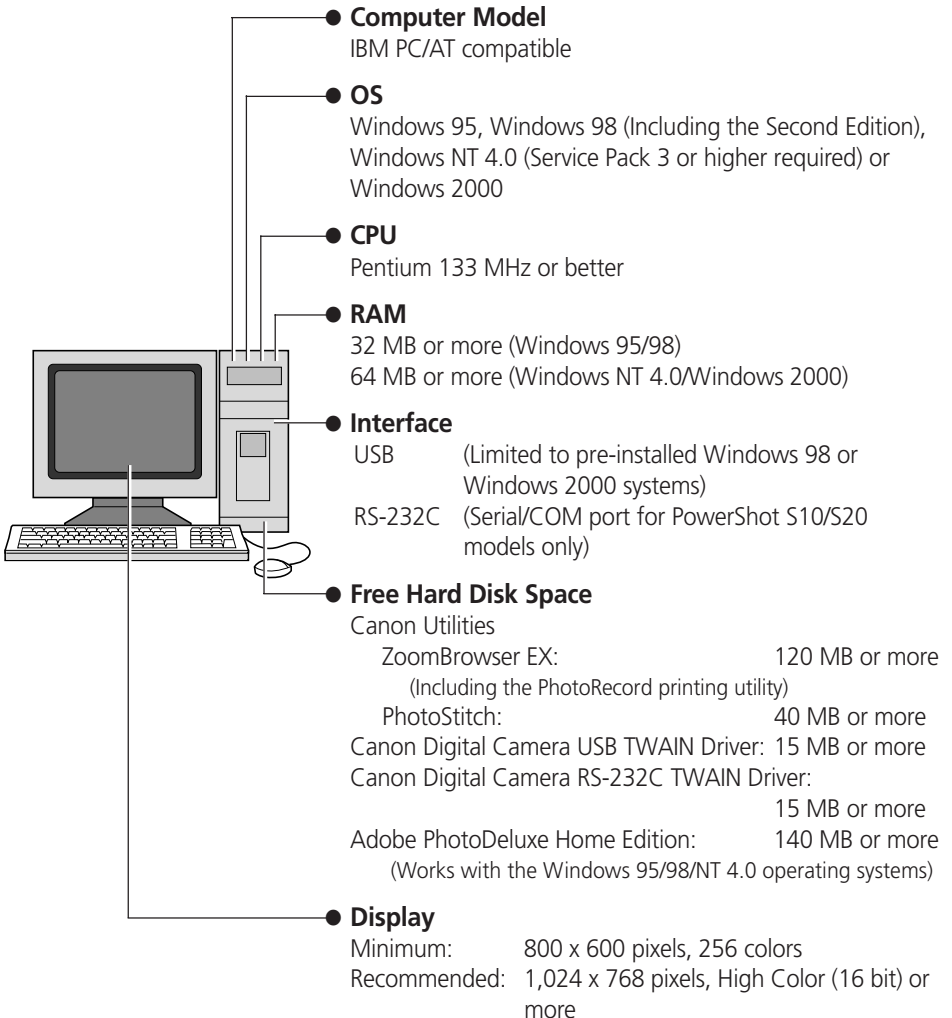 Computer Model
IBM PC/AT compatible
OS
Windows 95, Windows 98 (Including the Second Edition),
Windows NT 4.0 (Service Pack 3 or higher required) or
Windows 2000
CPU
Pentium 133 MHz or better
RAM
32 MB or more (Windows 95/98)
64 MB or more (Windows NT 4.0/Windows 2000)
Interface
USB (Limited to pre-installed Windows 98 or
Windows 2000 systems)
RS-232C (Serial/COM port for PowerShot S10/S20
models only)
Free Hard Disk Space
Canon Utilities
ZoomBrowser EX: 120 MB or more
(Including the PhotoRecord printing utility)
PhotoStitch: 40 MB or more
Canon Digital Camera USB TWAIN Driver: 15 MB or more
Canon Digital Camera RS-232C TWAIN Driver:
15 MB or more
Adobe PhotoDeluxe Home Edition: 140 MB or more
(Works with the Windows 95/98/NT 4.0 operating systems)
Display
Minimum: 800 x 600 pixels, 256 colors
Recommended: 1,024 x 768 pixels, High Color (16 bit) or
more